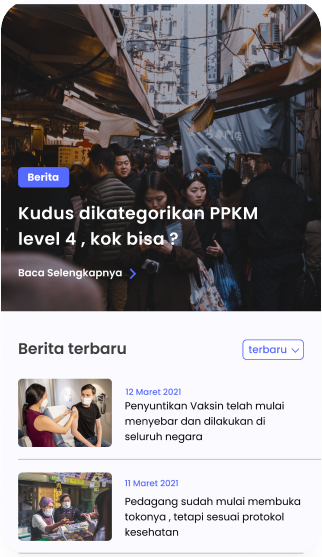 Berita
Kudus dikategorikan PPKM
level 4 , kok bisa ?
Baca Selengkapnya
Berita terbaru
terbaru
12 Maret 2021
Penyuntikan Vaksin telah mulai
menyebar dan dilakukan di
seluruh negara
11 Maret 2021
Pedagang sudah mulai membuka
tokonya , tetapi sesuai protokol
kesehatan